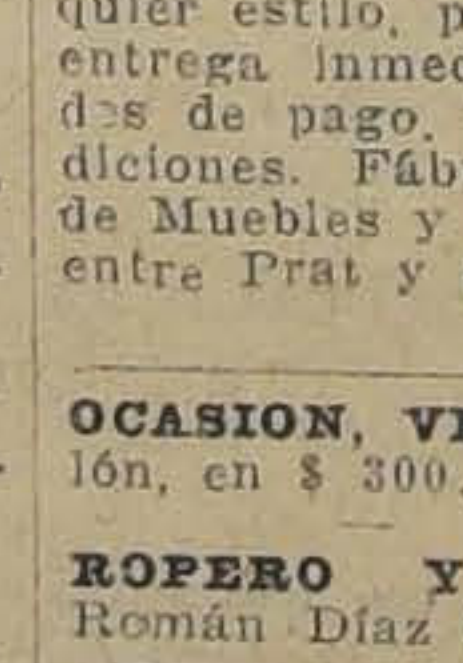 quier estilo, p
entrega inmed
des de pago,
diciones. Fáb
de Muebles y
entre Prat y
OCASION, VE
lón, en $ 300,
ROPERO Y
Román Díaz